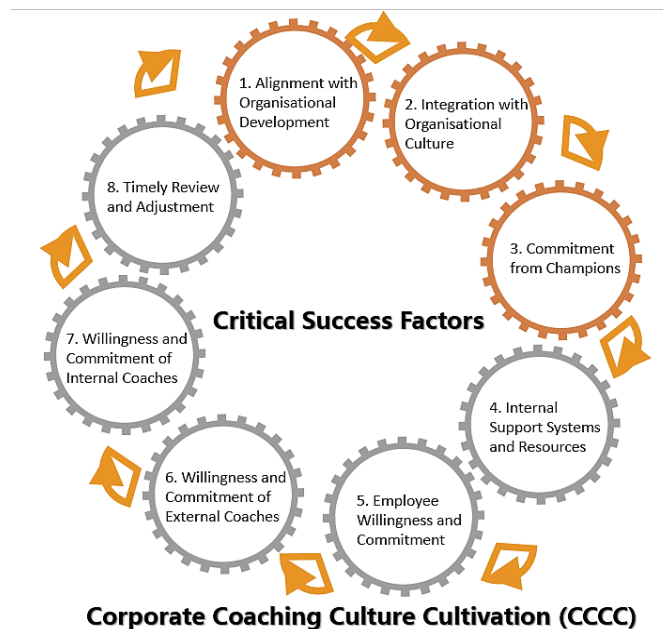 1. Alignment with
Organisational
Development
2. Integration with
Organisational
Culture
3. Commitment
from Champions
4. Internal
Support Systems
and Resources
5. Employee
Willingness and
Commitment
6. Willingness and
Commitment of
External Coaches
7. Willingness and
Commitment of
Internal Coaches
8. Timely Review
and Adjustment
Critical Success Factors
Corporate Coaching Culture Cultivation (CCCC)